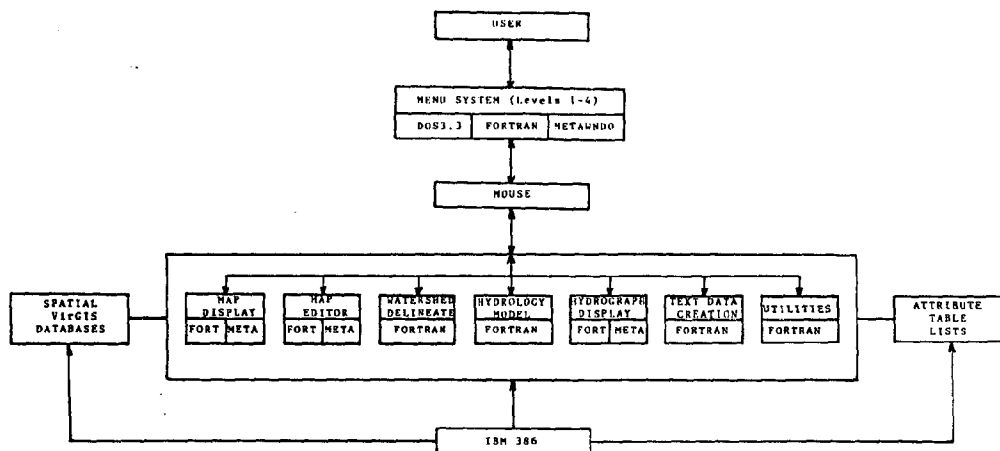 USER
MENU SYSTEM (Levels 1-4)
DOS3.3 FORTRAN METAWNDO
MOUSE
SPATIAL
VirGIS
DATABASES
MAP
DISPLAY
FORT META
MAP
EDITOR
FORT META
WATERSHED
DELINEATE
FORTRAN
HYDROLOGY
MODEL
FORTRAN
HYDROGRAPH
DISPLAY
FORT META
TEXT DATA
CREATION
FORTRAN
UTILITIES
FORTRAN
ATTRIBUTE
TABLE
LISTS
IBM 386